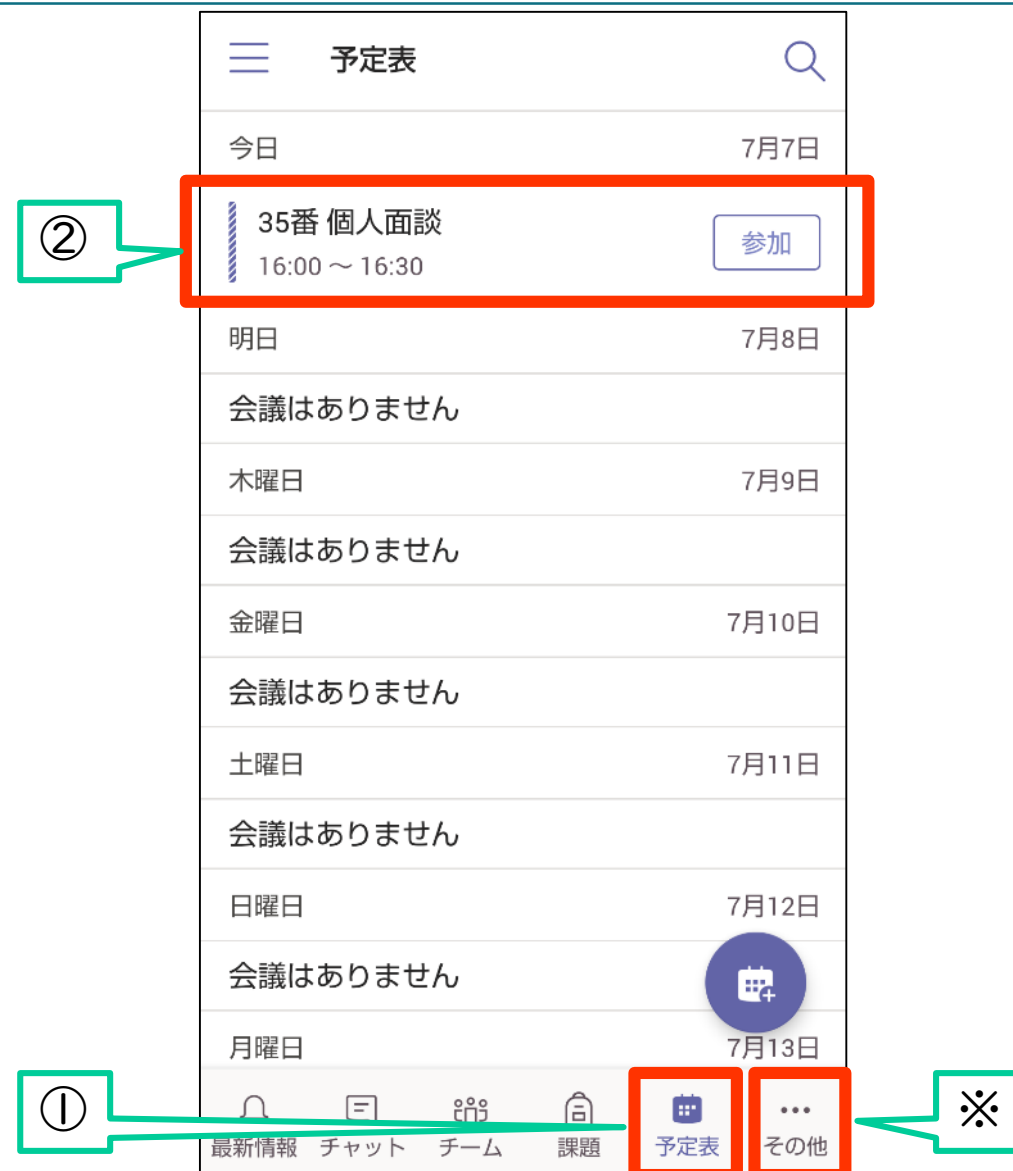 予定表
今日 7月7日
② 35番 個人面談
16:00 ～ 16:30 参加
明日 7月8日
会議はありません
木曜日 7月9日
会議はありません
金曜日 7月10日
会議はありません
土曜日 7月11日
会議はありません
日曜日 7月12日
会議はありません
月曜日 7月13日
① ※
最新情報 チャット チーム 課題 予定表 その他